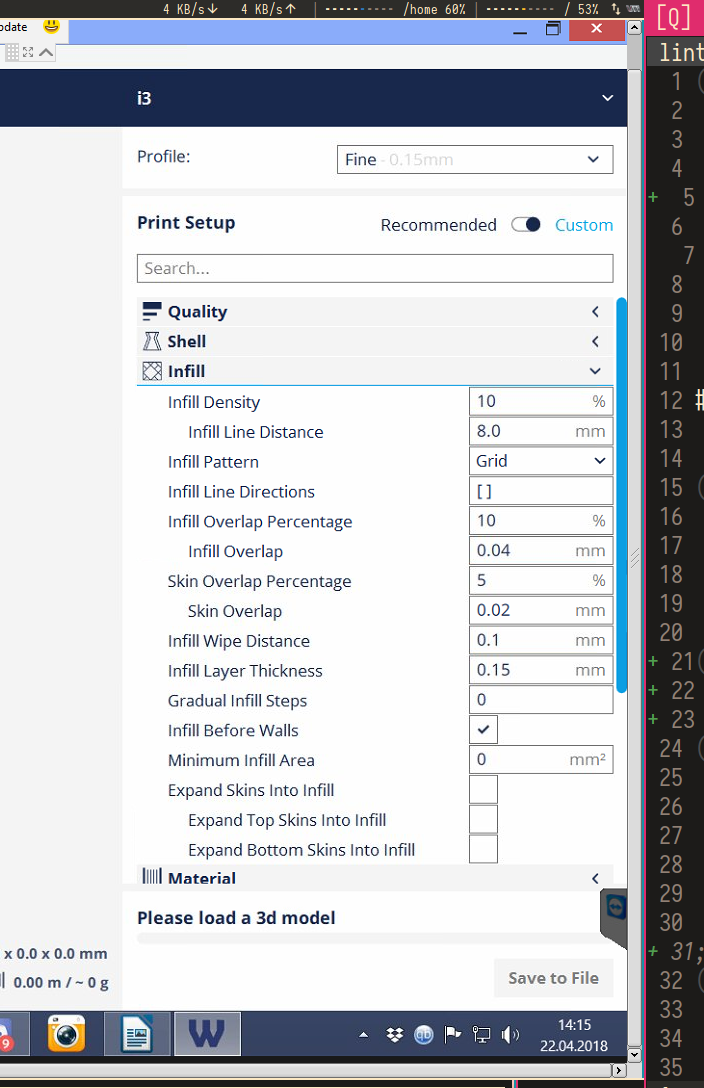 4 KB/s↓ 4 KB/s↑ | ---------- /home 60% | ---------- / 53%
[Q]
pdate
lint
i3
Profile:
Fine - 0.15mm
Print Setup
Recommended Custom
Search...
Quality
Shell
Infill
Infill Density 10 %
Infill Line Distance 8.0 mm
Infill Pattern Grid
Infill Line Directions [ ]
Infill Overlap Percentage 10 %
Infill Overlap 0.04 mm
Skin Overlap Percentage 5 %
Skin Overlap 0.02 mm
Infill Wipe Distance 0.1 mm
Infill Layer Thickness 0.15 mm
Gradual Infill Steps 0
Infill Before Walls
Minimum Infill Area 0 mm²
Expand Skins Into Infill
Expand Top Skins Into Infill
Expand Bottom Skins Into Infill
Material
Please load a 3d model
x 0.0 x 0.0 mm
0.00 m / ~ 0 g
Save to File
9
W
14:15
22.04.2018
1 (
2
3
4
+ 5
6
7
8
9
10
11
12 #
13
14
15 (
16
17
18
19
20
+ 21(
+ 22
+ 23
24 (
25
26
27
28
29
30
+ 31;
32 (
33
34
35